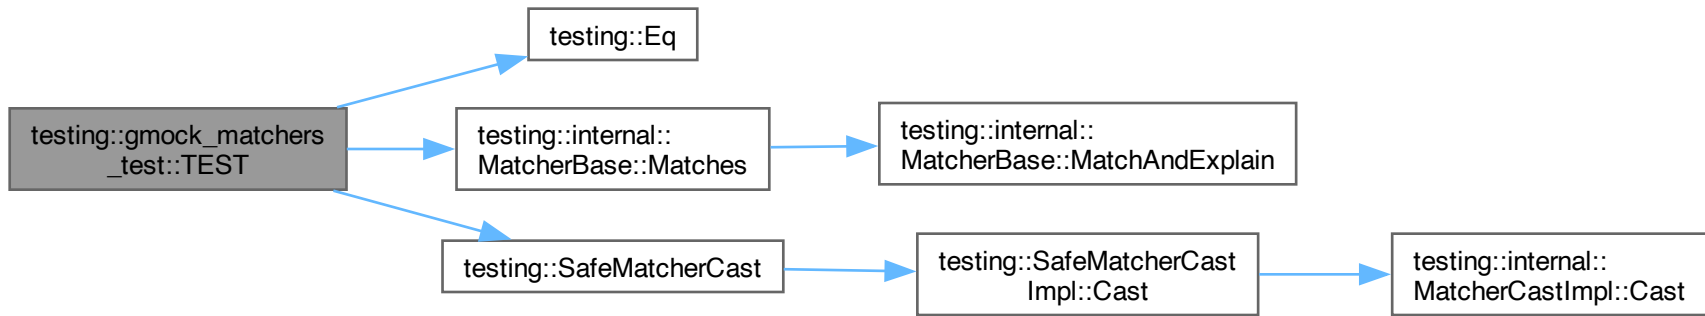 testing::Eq
testing::gmock_matchers
_test::TEST
testing::internal::
MatcherBase::Matches
testing::internal::
MatcherBase::MatchAndExplain
testing::SafeMatcherCast
testing::SafeMatcherCast
Impl::Cast
testing::internal::
MatcherCastImpl::Cast